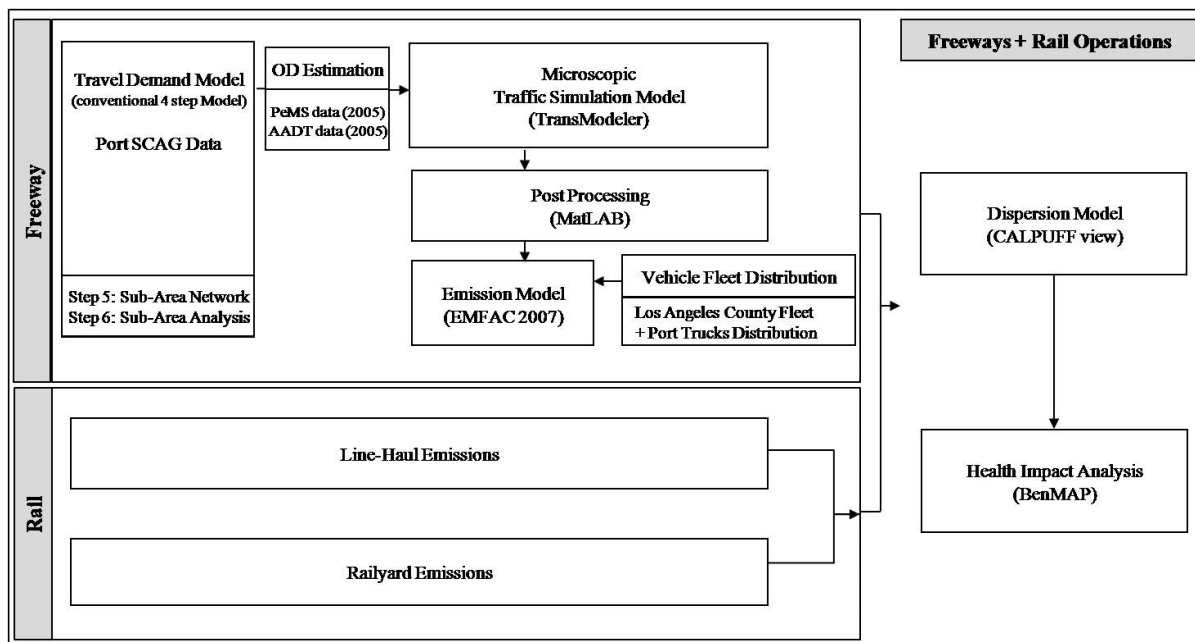 Freeways + Rail Operations
Freeway
Travel Demand Model
(conventional 4 step Model)
Port SCAG Data
Step 5: Sub-Area Network
Step 6: Sub-Area Analysis
OD Estimation
PeMS data (2005)
AADT data (2005)
Microscopic
Traffic Simulation Model
(TransModeler)
Post Processing
(MatLAB)
Emission Model
(EMFAC 2007)
Vehicle Fleet Distribution
Los Angeles County Fleet
+ Port Trucks Distribution
Rail
Line-Haul Emissions
Railyard Emissions
Dispersion Model
(CALPUFF view)
Health Impact Analysis
(BenMAP)